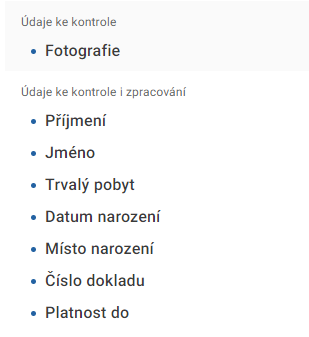 Údaje ke kontrole
Fotografie
Údaje ke kontrole i zpracování
Příjmení
Jméno
Trvalý pobyt
Datum narození
Místo narození
Číslo dokladu
Platnost do